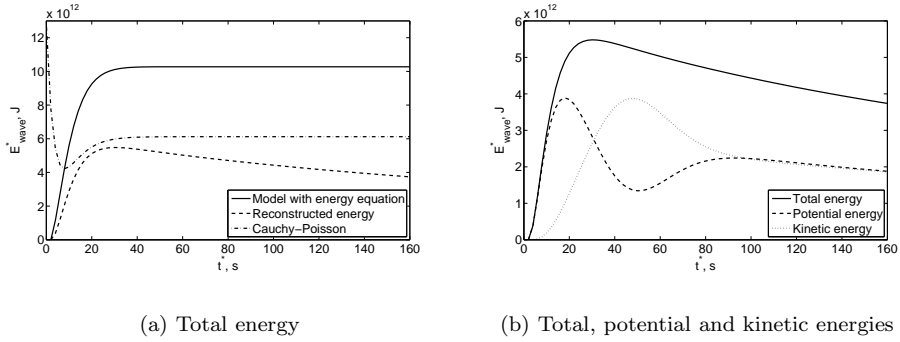 x 10^12
12
10
8
6
4
2
0
E*wave, J
0 20 40 60 80 100 120 140 160
t*, s
Model with energy equation
Reconstructed energy
Cauchy−Poisson
(a) Total energy
x 10^12
6
5
4
3
2
1
0
E*wave, J
0 20 40 60 80 100 120 140 160
t*, s
Total energy
Potential energy
Kinetic energy
(b) Total, potential and kinetic energies